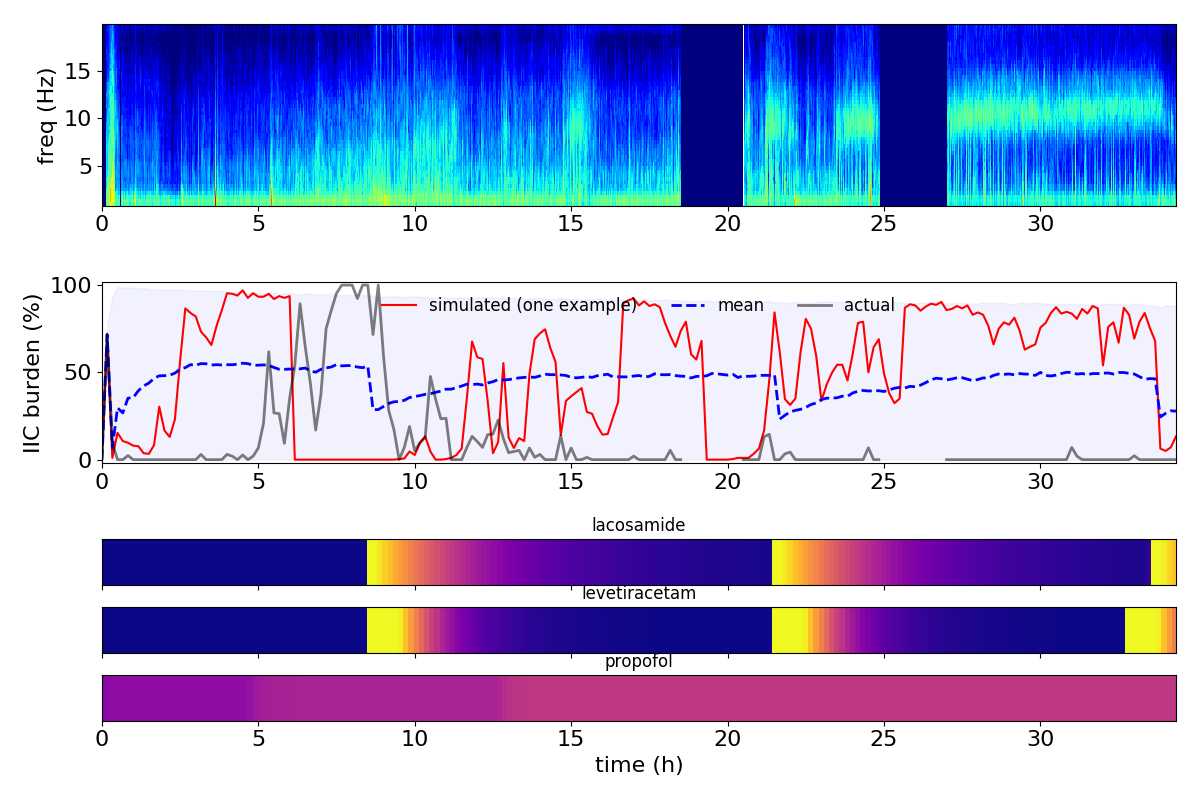 15
10
5
freq (Hz)
0 5 10 15 20 25 30
100
50
0
IIC burden (%)
simulated (one example) mean actual
0 5 10 15 20 25 30
lacosamide
levetiracetam
propofol
0 5 10 15 20 25 30
time (h)